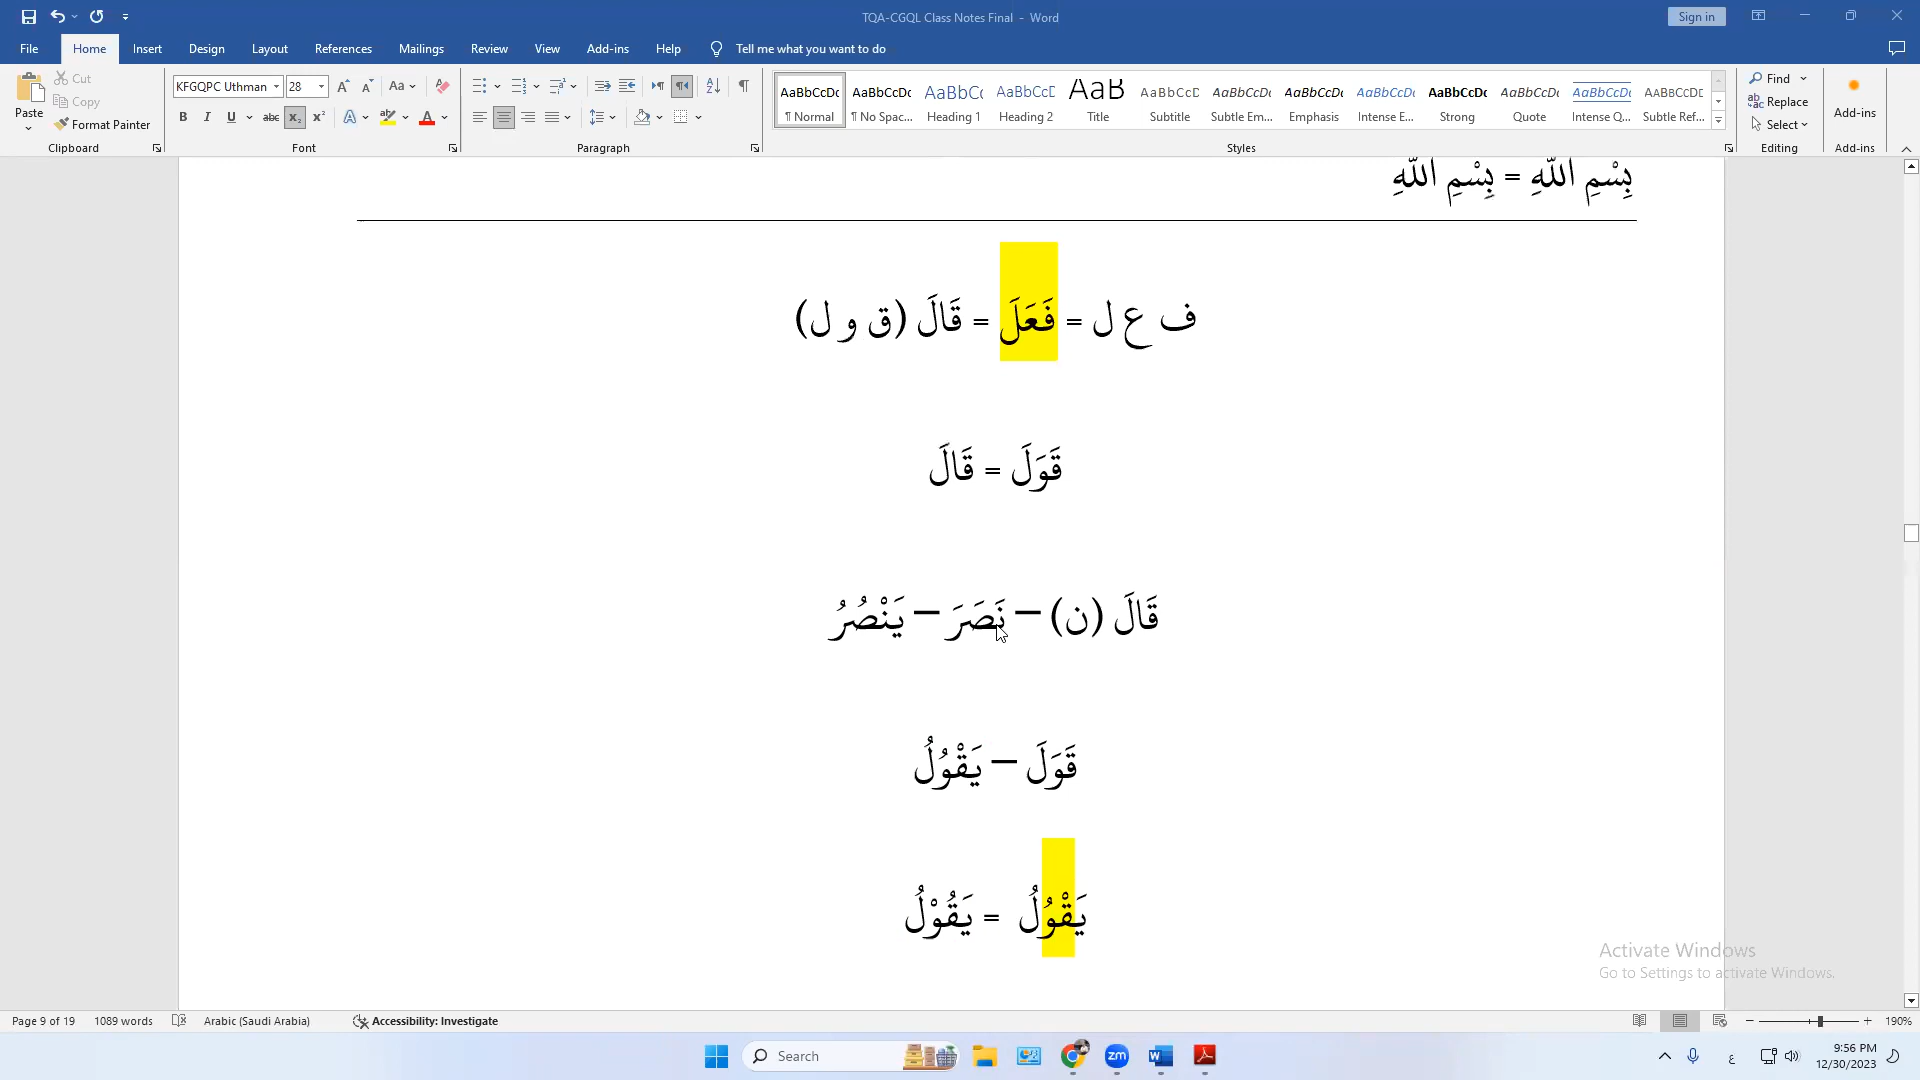 TQA-CGQL Class Notes Final - Word
Sign in
File Home Insert Design Layout References Mailings Review View Add-ins Help Tell me what you want to do
Paste
Cut
Copy
Format Painter
Clipboard
KFGQPC Uthman 28
Font
Paragraph
AaBbCcDc AaBbCcDc AaBbCc AaBbCcD AaB AaBbCcD AaBbCcDc AaBbCcDc AaBbCcDc AaBbCcDc AaBbCcDc AaBbCcDc AABBCCDE
¶ Normal ¶ No Spac... Heading 1 Heading 2 Title Subtitle Subtle Em... Emphasis Intense E... Strong Quote Intense Q... Subtle Ref...
Styles
Find
Replace
Select
Editing
Add-ins
Add-ins
بِسْمِ اللّٰهِ = بِسْمِ اللّٰهِ
ف ع ل = فَعَلَ = قَالَ (ق و ل)
قَوَلَ = قَالَ
قَالَ (ن) – نَصَرَ – يَنْصُرُ
قَوَلَ – يَقْوُلُ
يَقْوُلُ = يَقُوْلُ
Activate Windows
Go to Settings to activate Windows.
Page 9 of 19 1089 words Arabic (Saudi Arabia) Accessibility: Investigate 190%
Search
ع
9:56 PM
12/30/2023